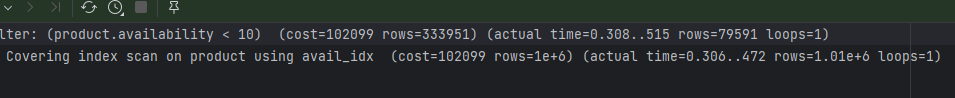 lter: (product.availability < 10)  (cost=102099 rows=333951) (actual time=0.308..515 rows=79591 loops=1)
Covering index scan on product using avail_idx  (cost=102099 rows=1e+6) (actual time=0.306..472 rows=1.01e+6 loops=1)